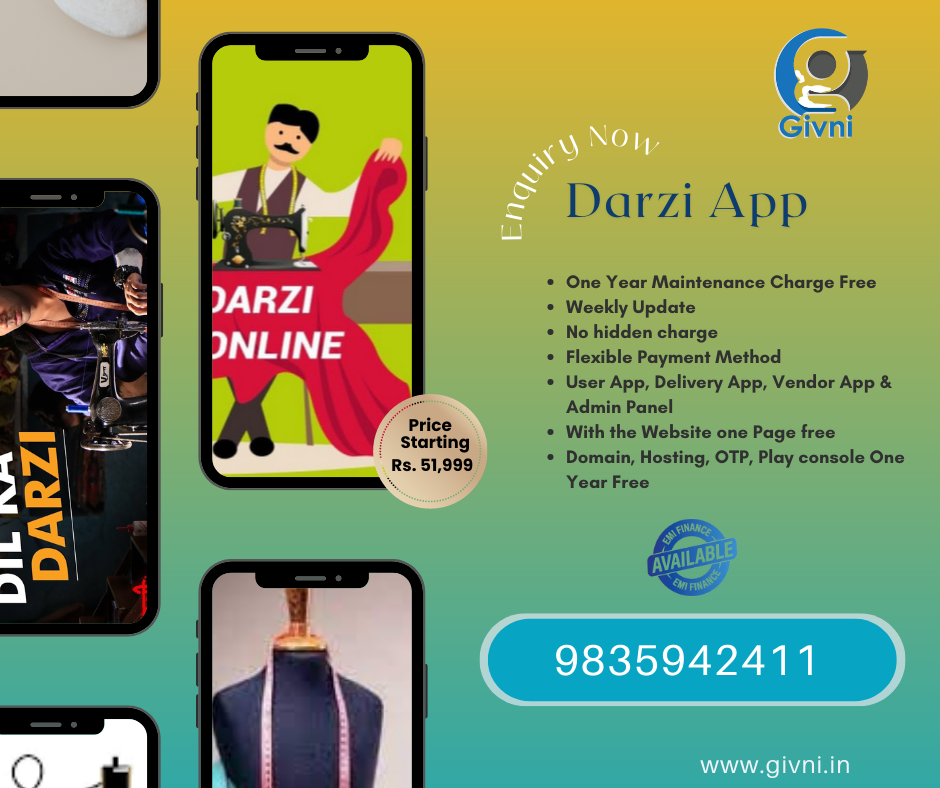 Givni
Enquiry Now
Darzi App
One Year Maintenance Charge Free
Weekly Update
No hidden charge
Flexible Payment Method
User App, Delivery App, Vendor App &
Admin Panel
With the Website one Page free
Domain, Hosting, OTP, Play console One
Year Free
EMI FINANCE
AVAILABLE
EMI FINANCE
9835942411
www.givni.in
DARZI
ONLINE
Price
Starting
Rs. 51,999
DIL KA
DARZI